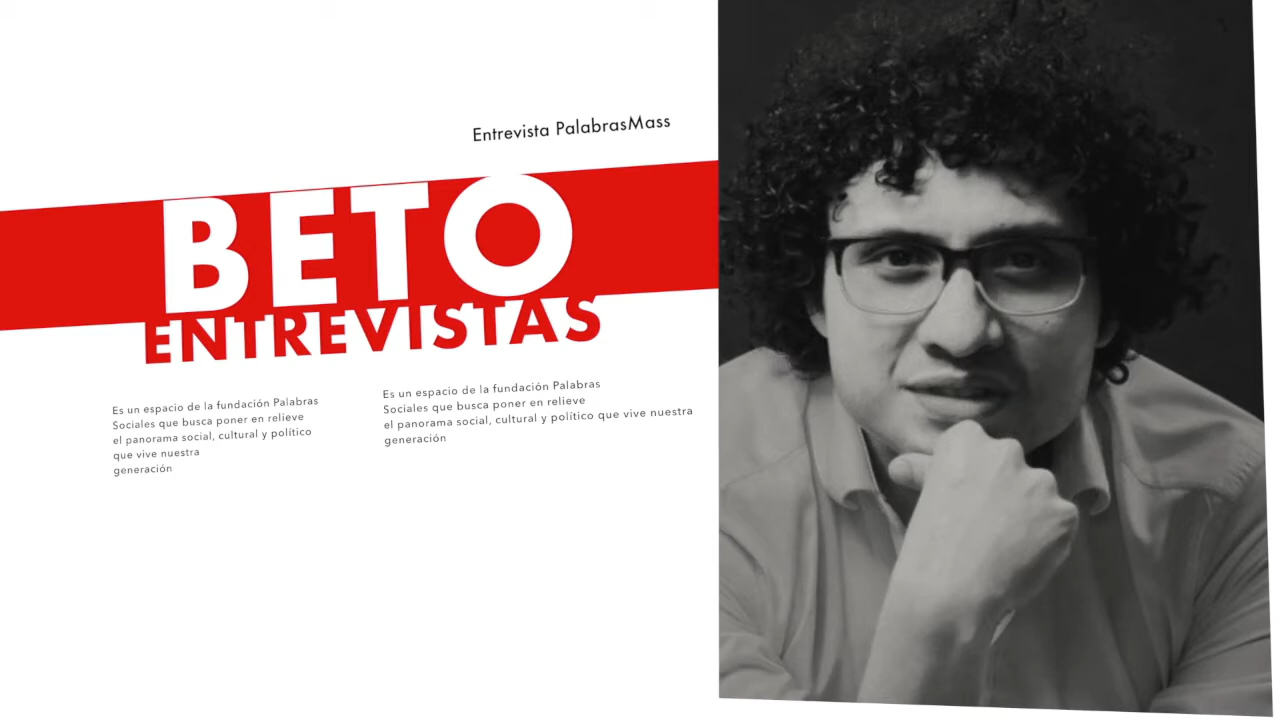 Entrevista PalabrasMass
BETO
ENTREVISTAS
Es un espacio de la fundación Palabras
Sociales que busca poner en relieve
el panorama social, cultural y político
que vive nuestra
generación
Es un espacio de la fundación Palabras
Sociales que busca poner en relieve
el panorama social, cultural y político que vive nuestra
generación